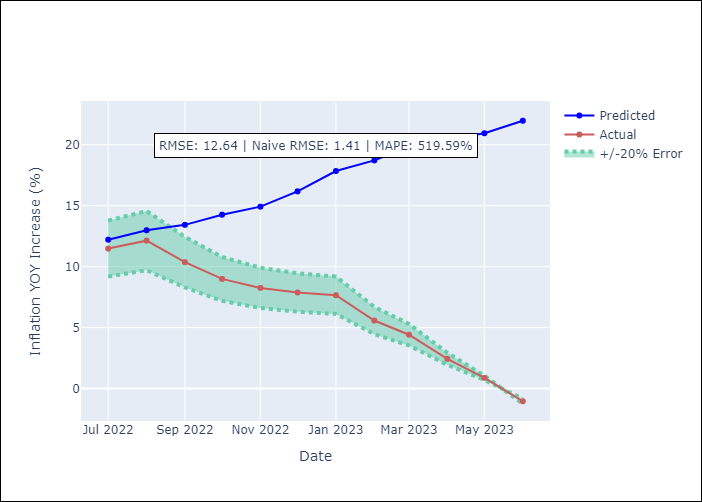 Predicted
Actual
+/-20% Error
RMSE: 12.64 | Naive RMSE: 1.41 | MAPE: 519.59%
Inflation YOY Increase (%)
20
15
10
5
0
Jul 2022
Sep 2022
Nov 2022
Jan 2023
Mar 2023
May 2023
Date